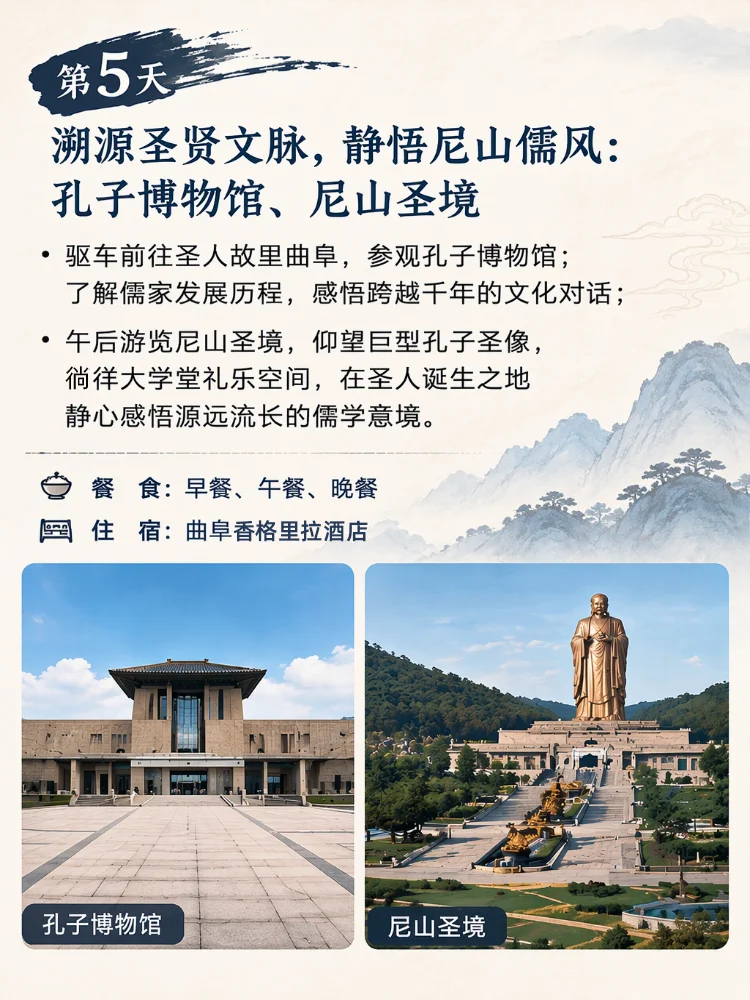 第5天
溯源圣贤文脉，静悟尼山儒风：
孔子博物馆、尼山圣境
• 驱车前往圣人故里曲阜，参观孔子博物馆；
了解儒家发展历程，感悟跨越千年的文化对话；
• 午后游览尼山圣境，仰望巨型孔子圣像，
徜徉大学堂礼乐空间，在圣人诞生之地
静心感悟源远流长的儒学意境。
餐 食：早餐、午餐、晚餐
住 宿：曲阜香格里拉酒店
孔子博物馆
尼山圣境